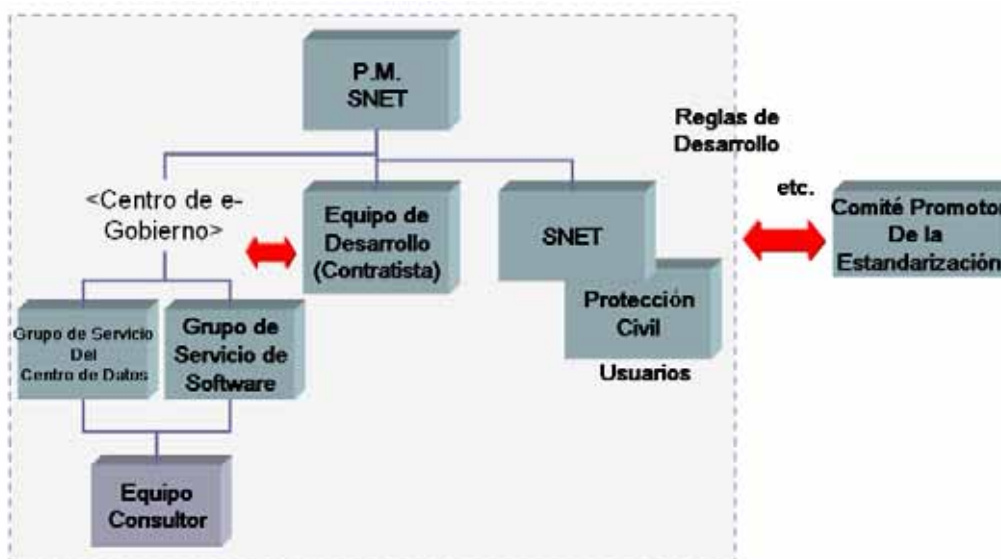 P.M.
SNET
Reglas de
Desarrollo
etc.
<Centro de e-
Gobierno>
Equipo de
Desarrollo
(Contratista)
SNET
Comité Promotor
De la
Estandarización
Protección
Civil
Usuarios
Grupo de Servicio
Del
Centro de Datos
Grupo de
Servicio de
Software
Equipo
Consultor